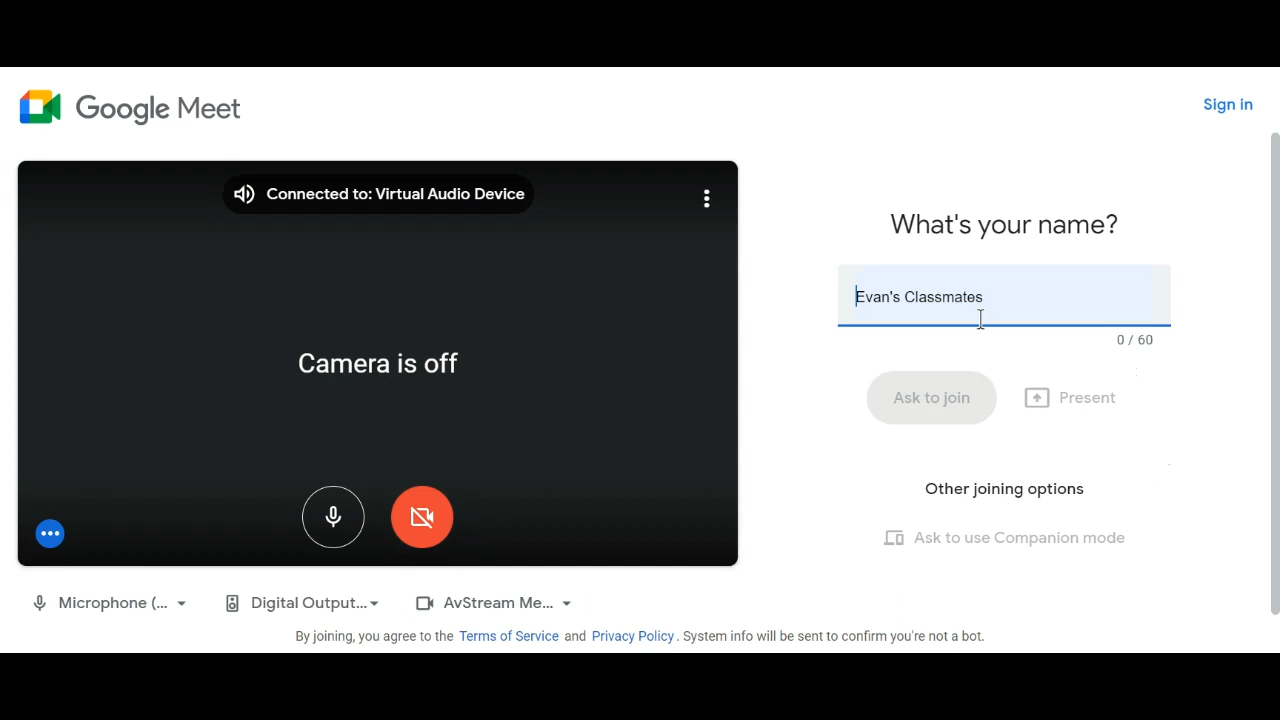 Google Meet
Sign in
Connected to: Virtual Audio Device
What's your name?
Evan's Classmates
0 / 60
Camera is off
Ask to join
Present
Other joining options
Ask to use Companion mode
Microphone (...
Digital Output...
AvStream Me...
By joining, you agree to the Terms of Service and Privacy Policy. System info will be sent to confirm you're not a bot.